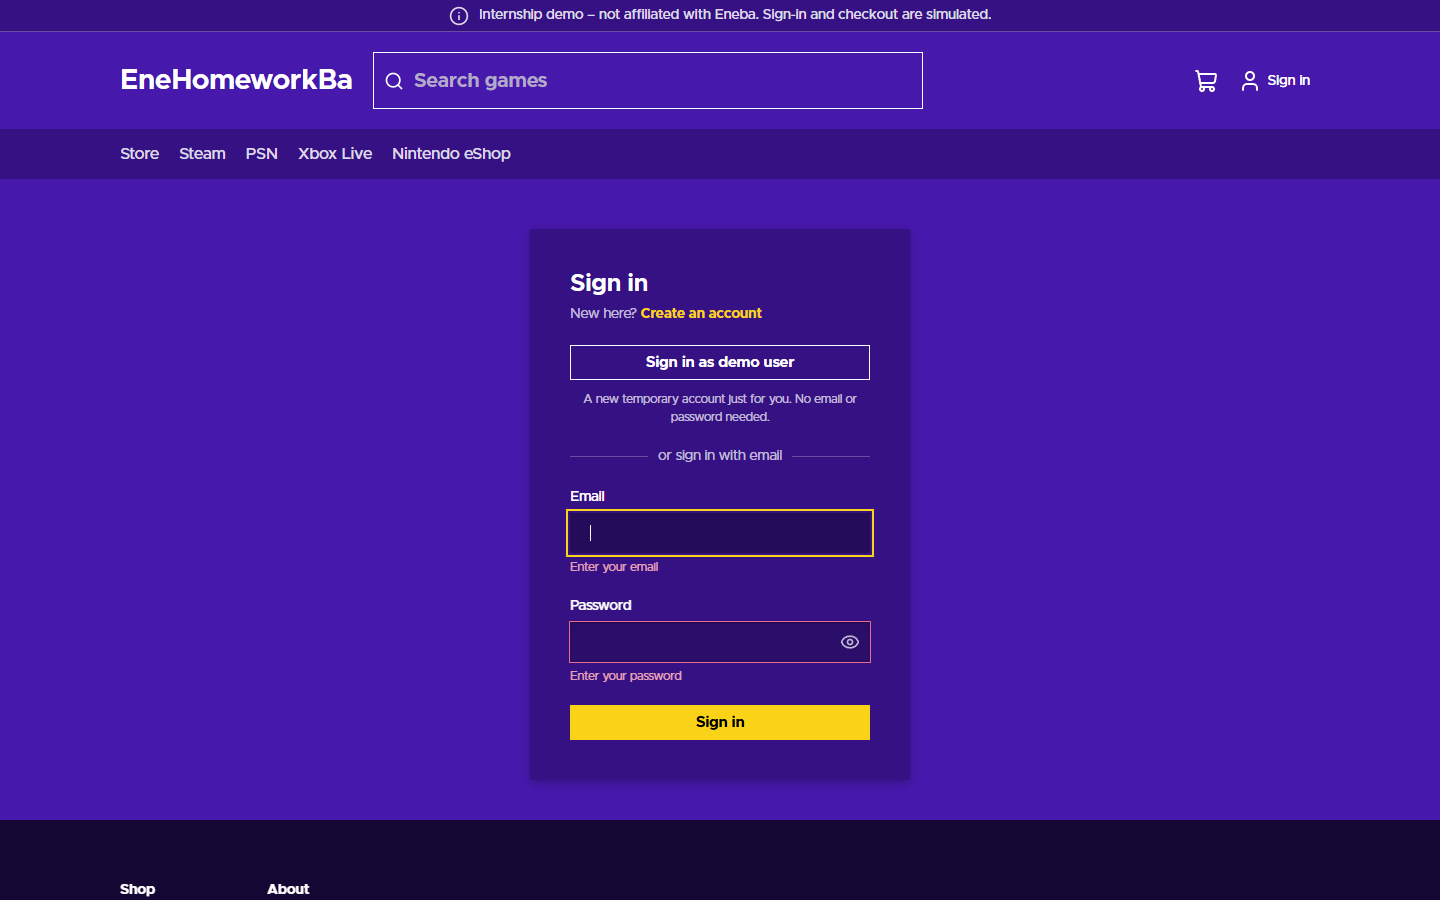 Internship demo – not affiliated with Eneba. Sign-in and checkout are simulated.
EneHomeworkBa
Search games
Sign in
Store Steam PSN Xbox Live Nintendo eShop
Sign in
New here? Create an account
Sign in as demo user
A new temporary account just for you. No email or
password needed.
or sign in with email
Email
Enter your email
Password
Enter your password
Sign in
Shop About